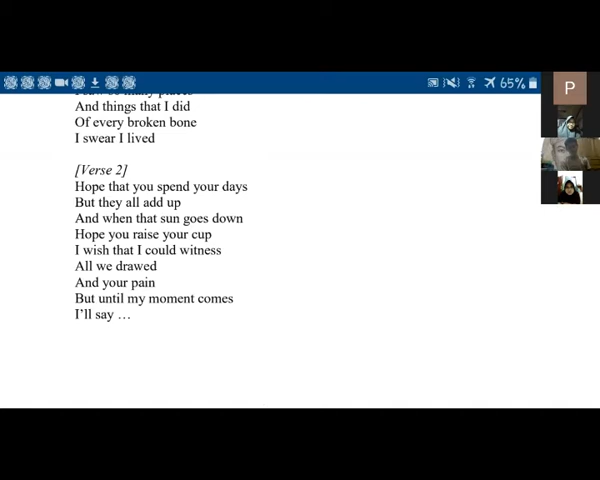 65%
P
And things that I did
Of every broken bone
I swear I lived
[Verse 2]
Hope that you spend your days
But they all add up
And when that sun goes down
Hope you raise your cup
I wish that I could witness
All we drawed
And your pain
But until my moment comes
I'll say …